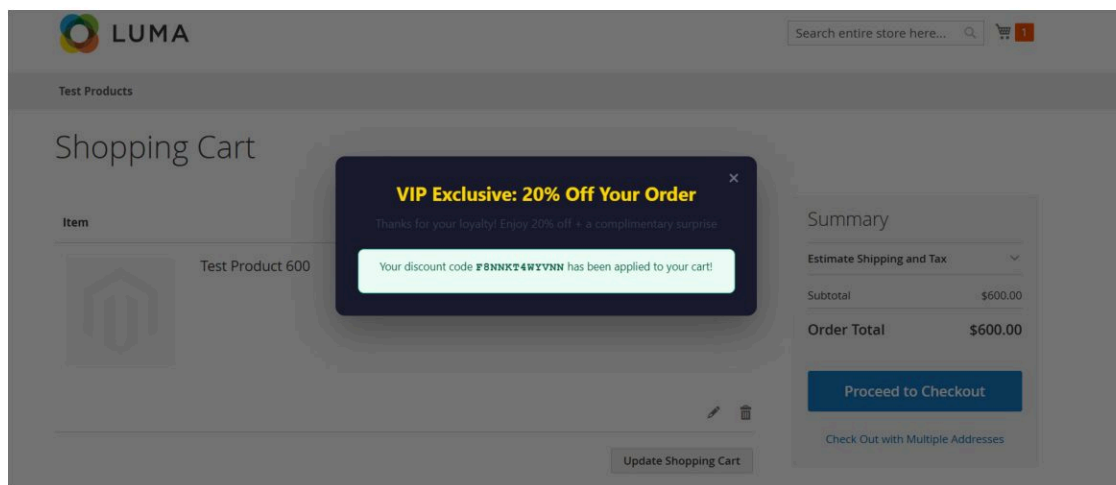 LUMA
Search entire store here...
1
Test Products
Shopping Cart
×
VIP Exclusive: 20% Off Your Order
Thanks for your loyalty! Enjoy 20% off + a complimentary surprise
Your discount code F8NNKT4WYVNN has been applied to your cart!
Item
Test Product 600
Summary
Estimate Shipping and Tax
Subtotal $600.00
Order Total $600.00
Proceed to Checkout
Check Out with Multiple Addresses
Update Shopping Cart